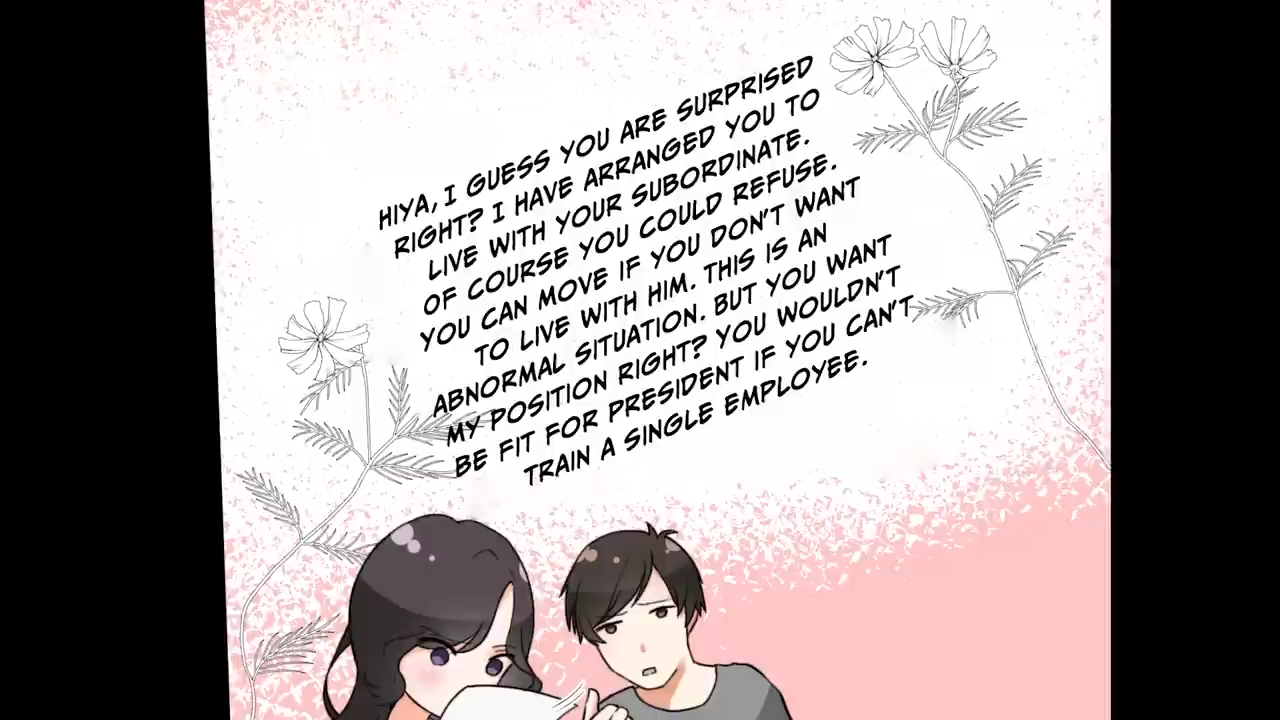 HIYA, I GUESS YOU ARE SURPRISED
RIGHT? I HAVE ARRANGED YOU TO
LIVE WITH YOUR SUBORDINATE.
OF COURSE YOU COULD REFUSE.
YOU CAN MOVE IF YOU DON'T WANT
TO LIVE WITH HIM. THIS IS AN
ABNORMAL SITUATION. BUT YOU WANT
MY POSITION RIGHT? YOU WOULDN'T
BE FIT FOR PRESIDENT IF YOU CAN'T
TRAIN A SINGLE EMPLOYEE.